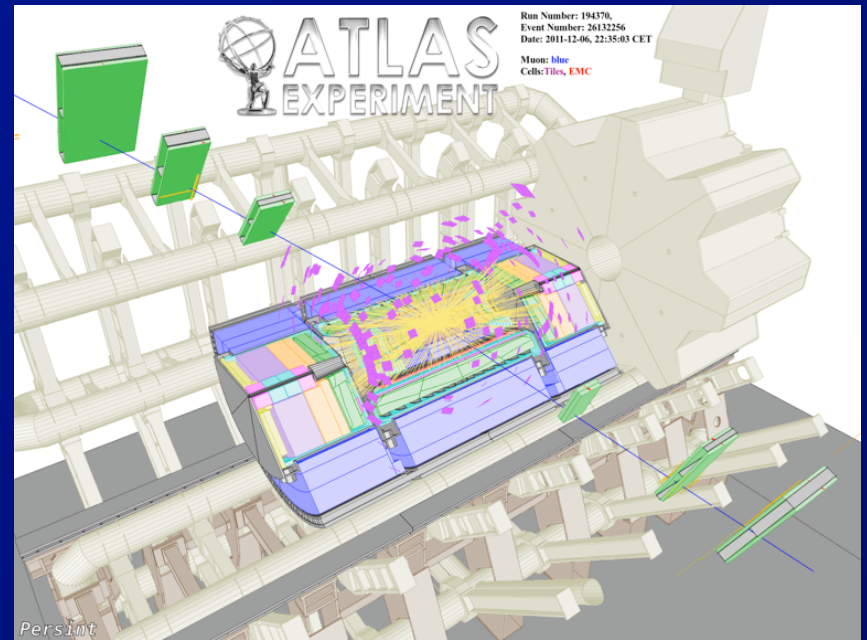 ATLAS
EXPERIMENT
Run Number: 194370,
Event Number: 26132256
Date: 2011-12-06, 22:35:03 CET
Muon: blue
Cells:Tiles, EMC
Persint